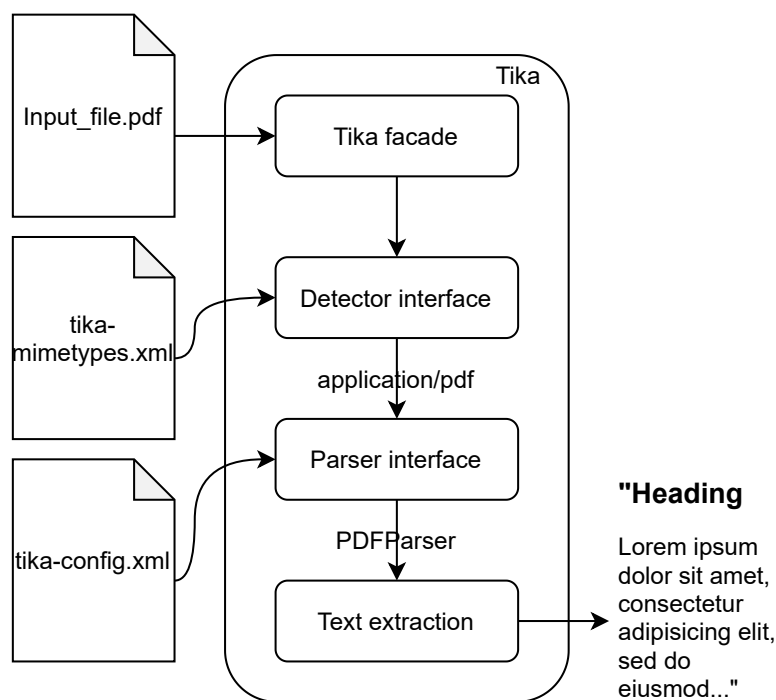 Tika
Input_file.pdf
Tika facade
tika-
mimetypes.xml
Detector interface
application/pdf
tika-config.xml
Parser interface
PDFParser
Text extraction
"Heading
Lorem ipsum
dolor sit amet,
consectetur
adipisicing elit,
sed do
eiusmod..."